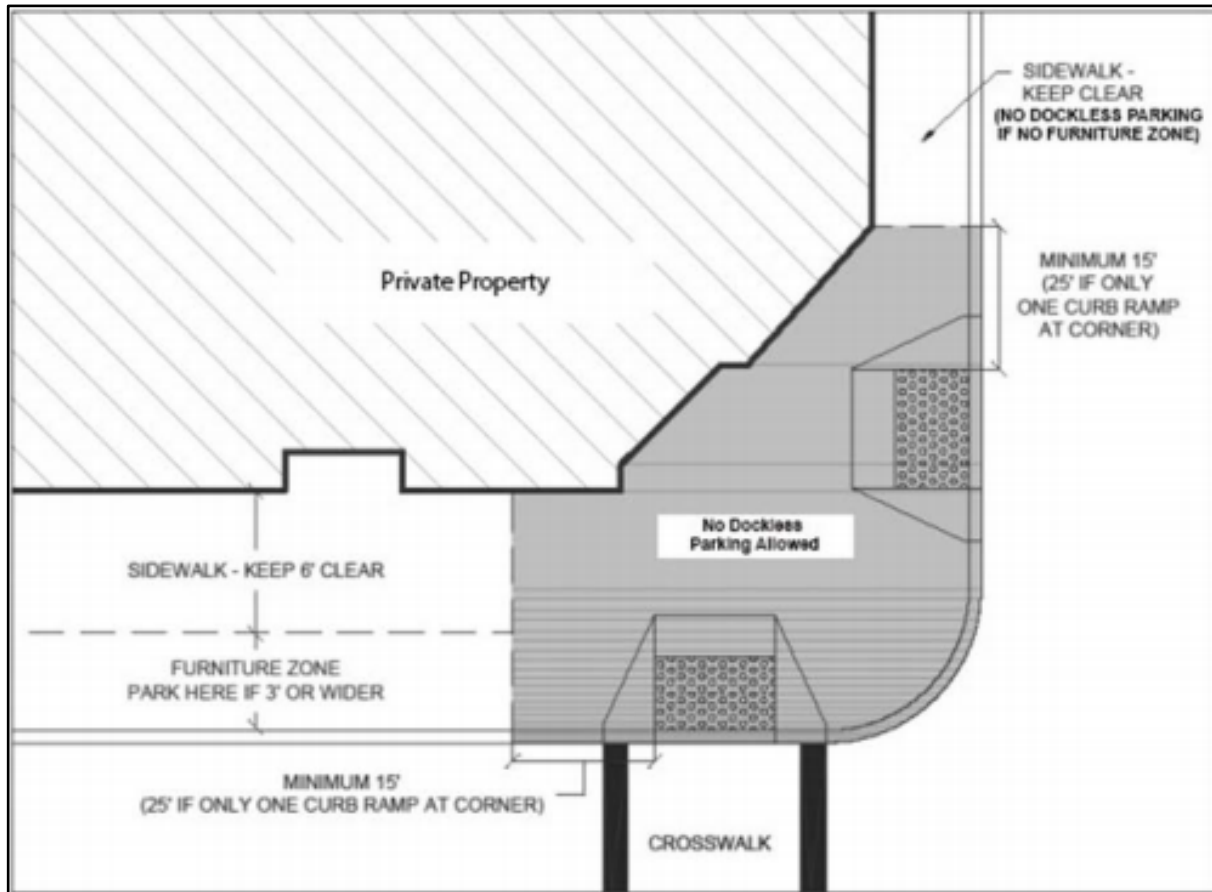 SIDEWALK -
KEEP CLEAR
(NO DOCKLESS PARKING
IF NO FURNITURE ZONE)
Private Property
MINIMUM 15'
(25' IF ONLY
ONE CURB RAMP
AT CORNER)
No Dockless
Parking Allowed
SIDEWALK - KEEP 6' CLEAR
FURNITURE ZONE
PARK HERE IF 3' OR WIDER
MINIMUM 15'
(25' IF ONLY ONE CURB RAMP AT CORNER)
CROSSWALK